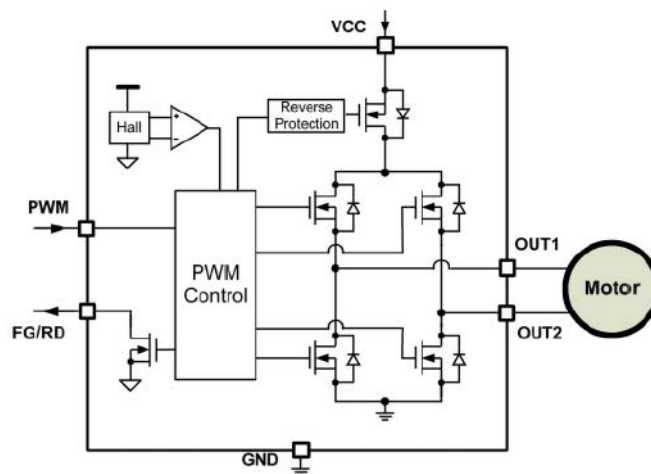 VCC
Hall
+
-
Reverse
Protection
PWM
OUT1
PWM
Control
Motor
FG/RD
OUT2
GND